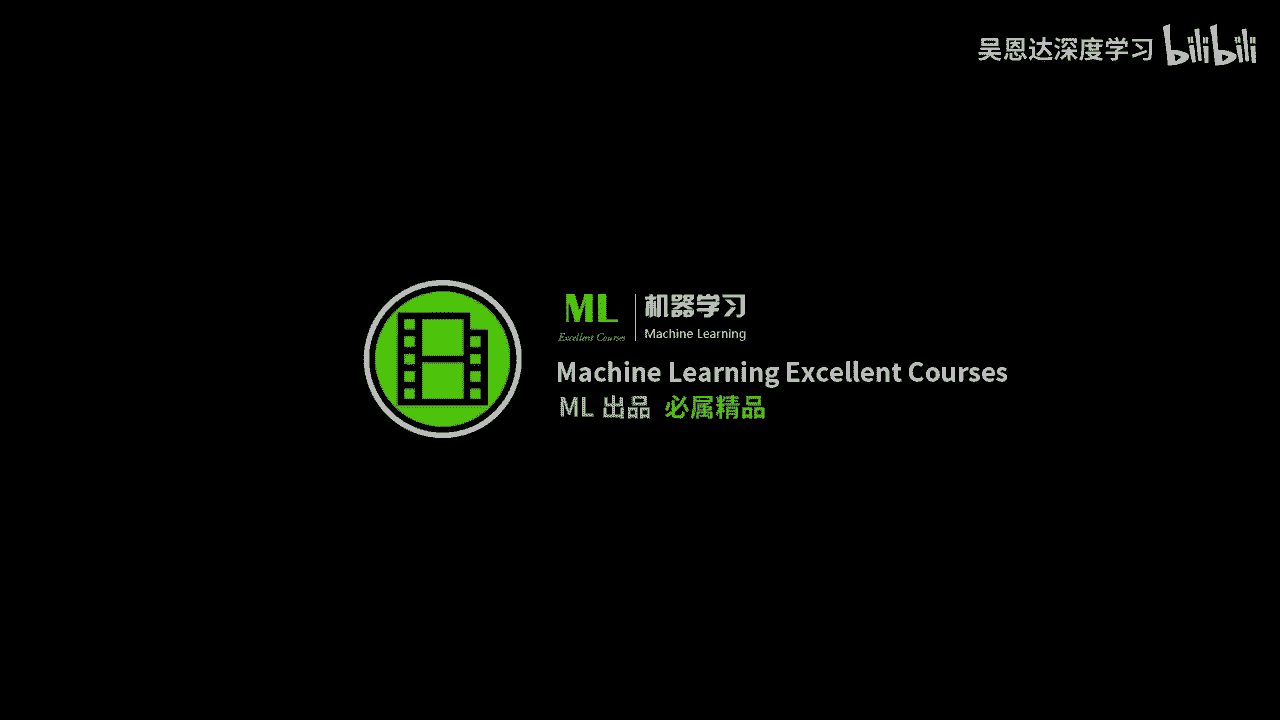 吴恩达深度学习 bilibili
ML 机器学习
Excellent Courses Machine Learning
Machine Learning Excellent Courses
ML 出品 必属精品